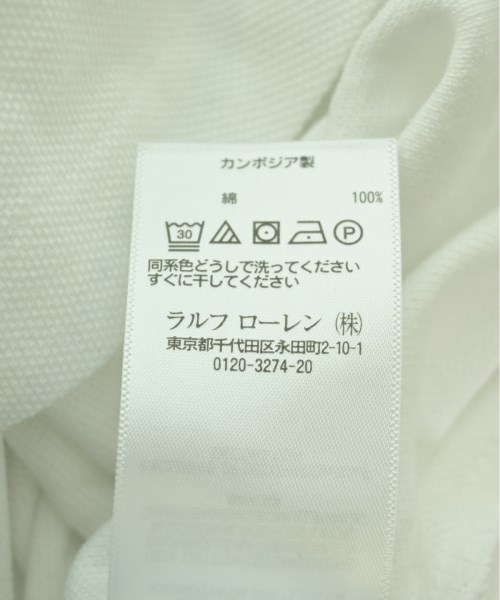 カンボジア製
綿 100%
30 P
同系色どうしで洗ってください
すぐに干してください
ラルフ ローレン (株)
東京都千代田区永田町2-10-1
0120-3274-20